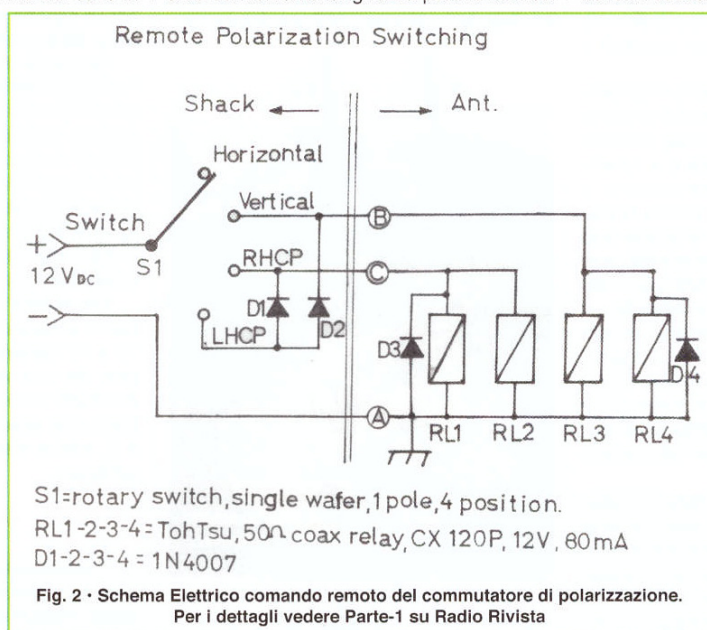 Remote Polarization Switching
Shack
Ant.
Horizontal
Vertical
Switch
+
S1
12 VDC
RHCP
B
C
D1
D2
LHCP
-
D3
D4
A
RL1 RL2 RL3 RL4
S1=rotary switch, single wafer, 1 pole, 4 position.
RL1-2-3-4=TohTsu, 50Ω coax relay, CX 120P, 12V, 80mA
D1-2-3-4=1N4007
Fig. 2 · Schema Elettrico comando remoto del commutatore di polarizzazione.
Per i dettagli vedere Parte-1 su Radio Rivista